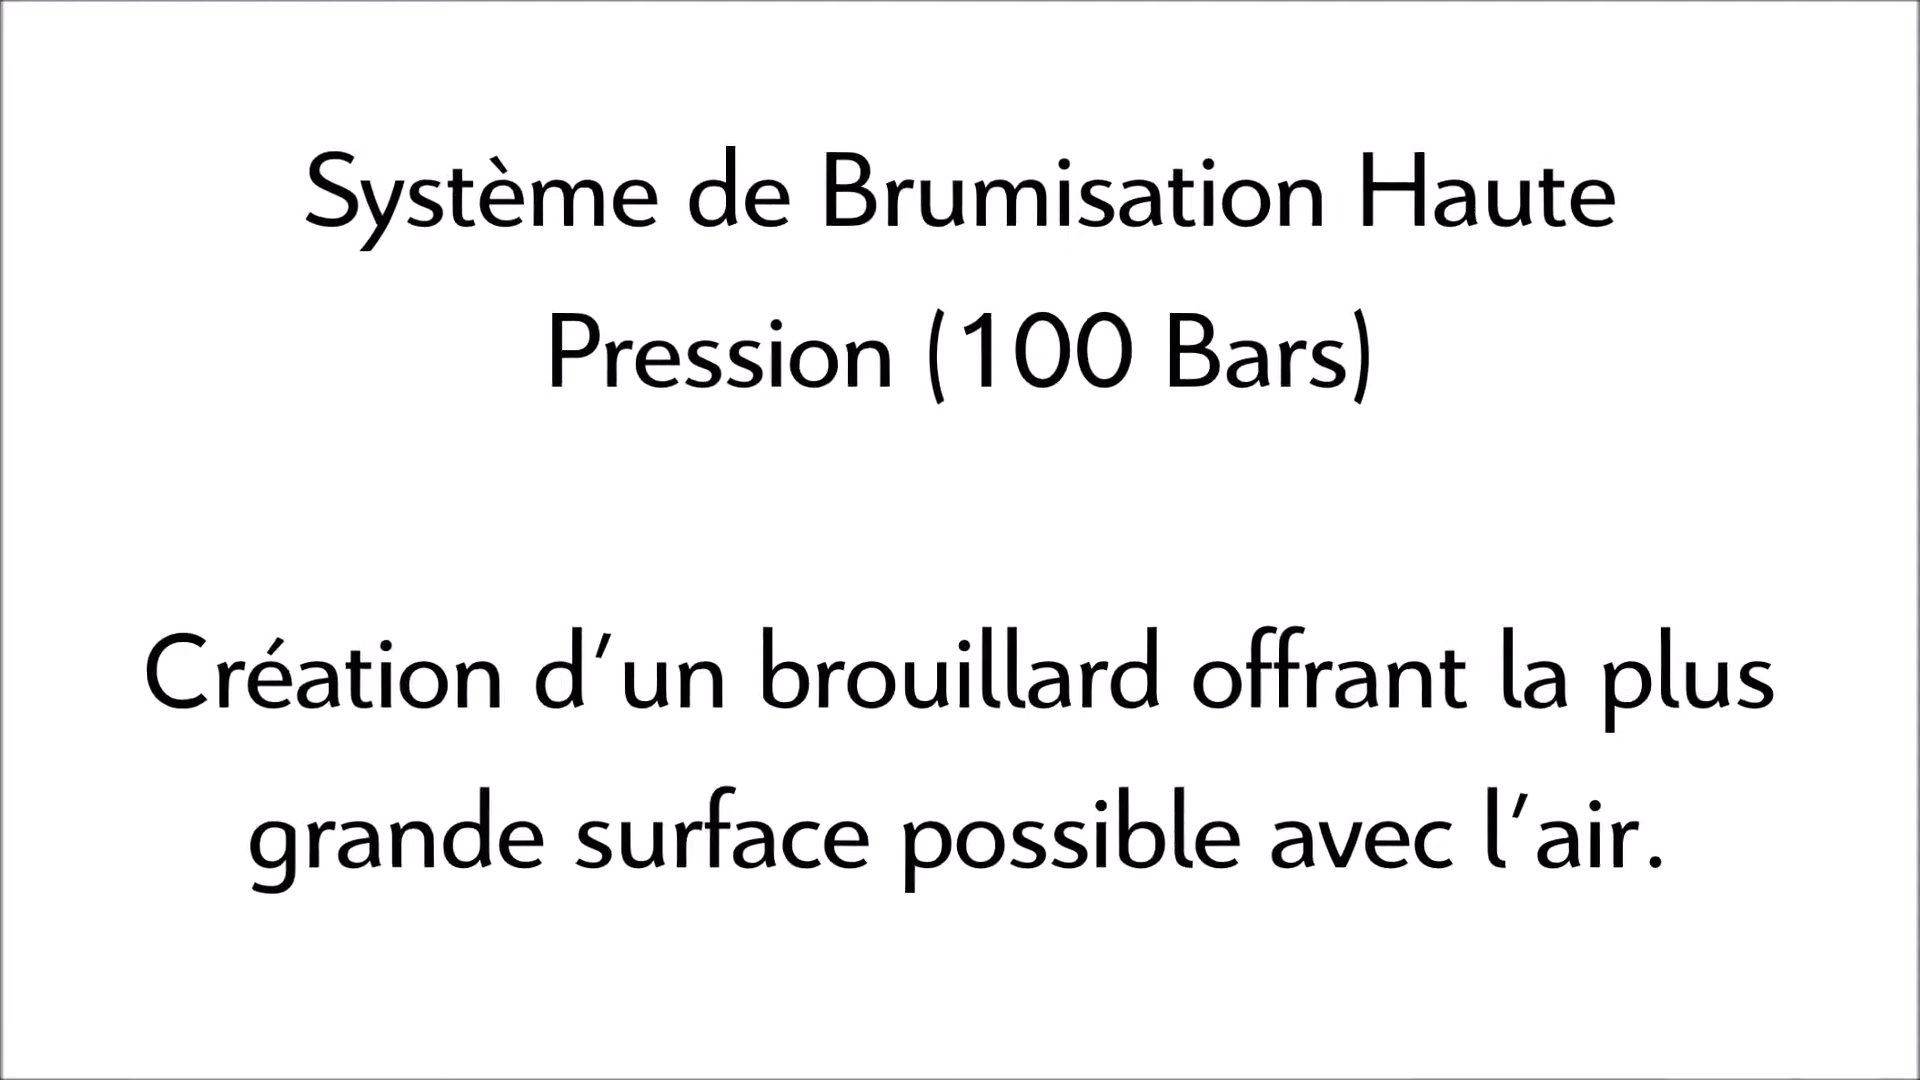 Système de Brumisation Haute
Pression (100 Bars)
Création d'un brouillard offrant la plus
grande surface possible avec l'air.